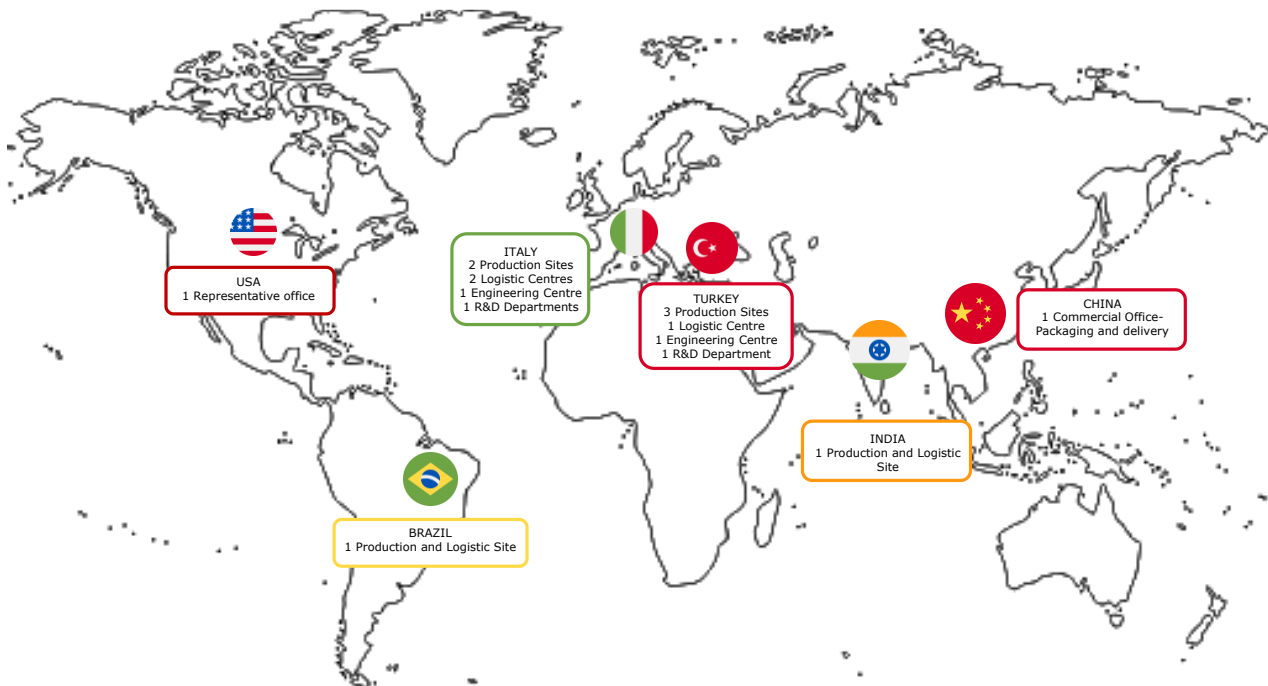 USA
1 Representative office
ITALY
2 Production Sites
2 Logistic Centres
1 Engineering Centre
1 R&D Departments
TURKEY
3 Production Sites
1 Logistic Centre
1 Engineering Centre
1 R&D Department
CHINA
1 Commercial Office-
Packaging and delivery
INDIA
1 Production and Logistic
Site
BRAZIL
1 Production and Logistic Site